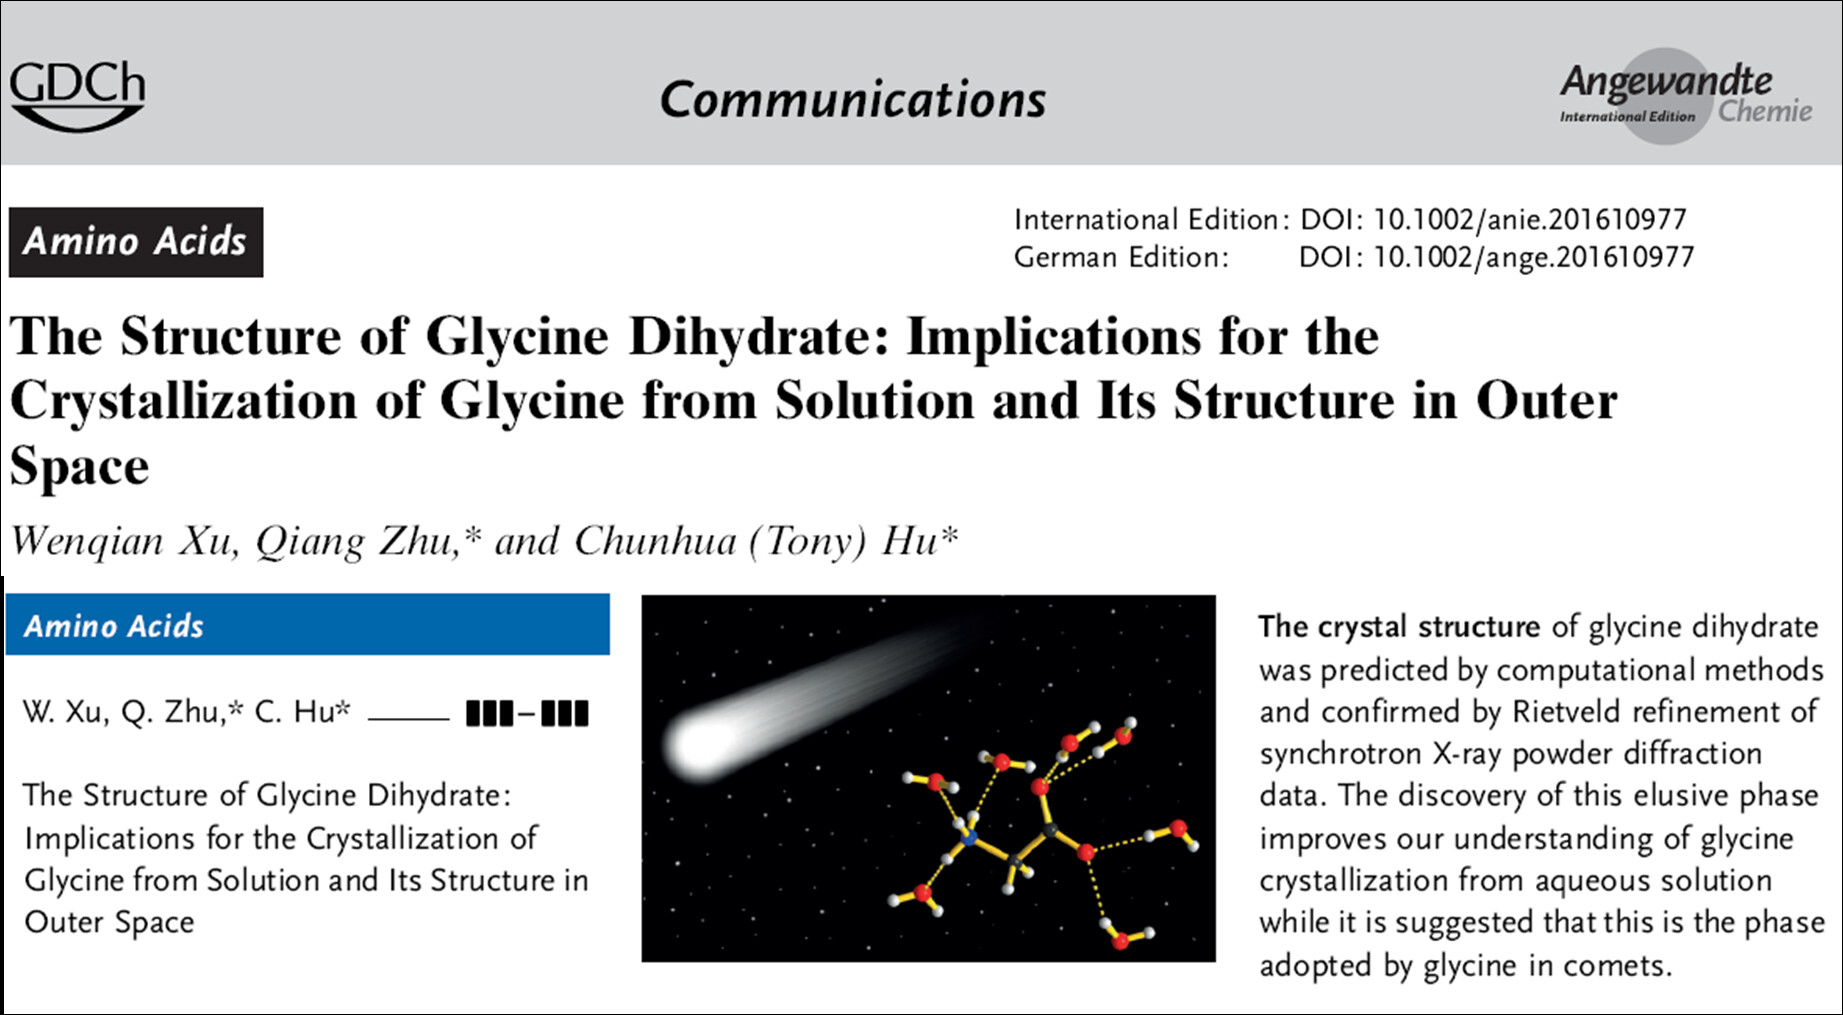 GDCh
Communications
Angewandte
International Edition Chemie
Amino Acids
International Edition: DOI: 10.1002/anie.201610977
German Edition: DOI: 10.1002/ange.201610977
The Structure of Glycine Dihydrate: Implications for the
Crystallization of Glycine from Solution and Its Structure in Outer
Space
Wenqian Xu, Qiang Zhu,* and Chunhua (Tony) Hu*
Amino Acids
W. Xu, Q. Zhu,* C. Hu* ____ ▮▮▮–▮▮▮
The Structure of Glycine Dihydrate:
Implications for the Crystallization of
Glycine from Solution and Its Structure in
Outer Space
The crystal structure of glycine dihydrate
was predicted by computational methods
and confirmed by Rietveld refinement of
synchrotron X-ray powder diffraction
data. The discovery of this elusive phase
improves our understanding of glycine
crystallization from aqueous solution
while it is suggested that this is the phase
adopted by glycine in comets.